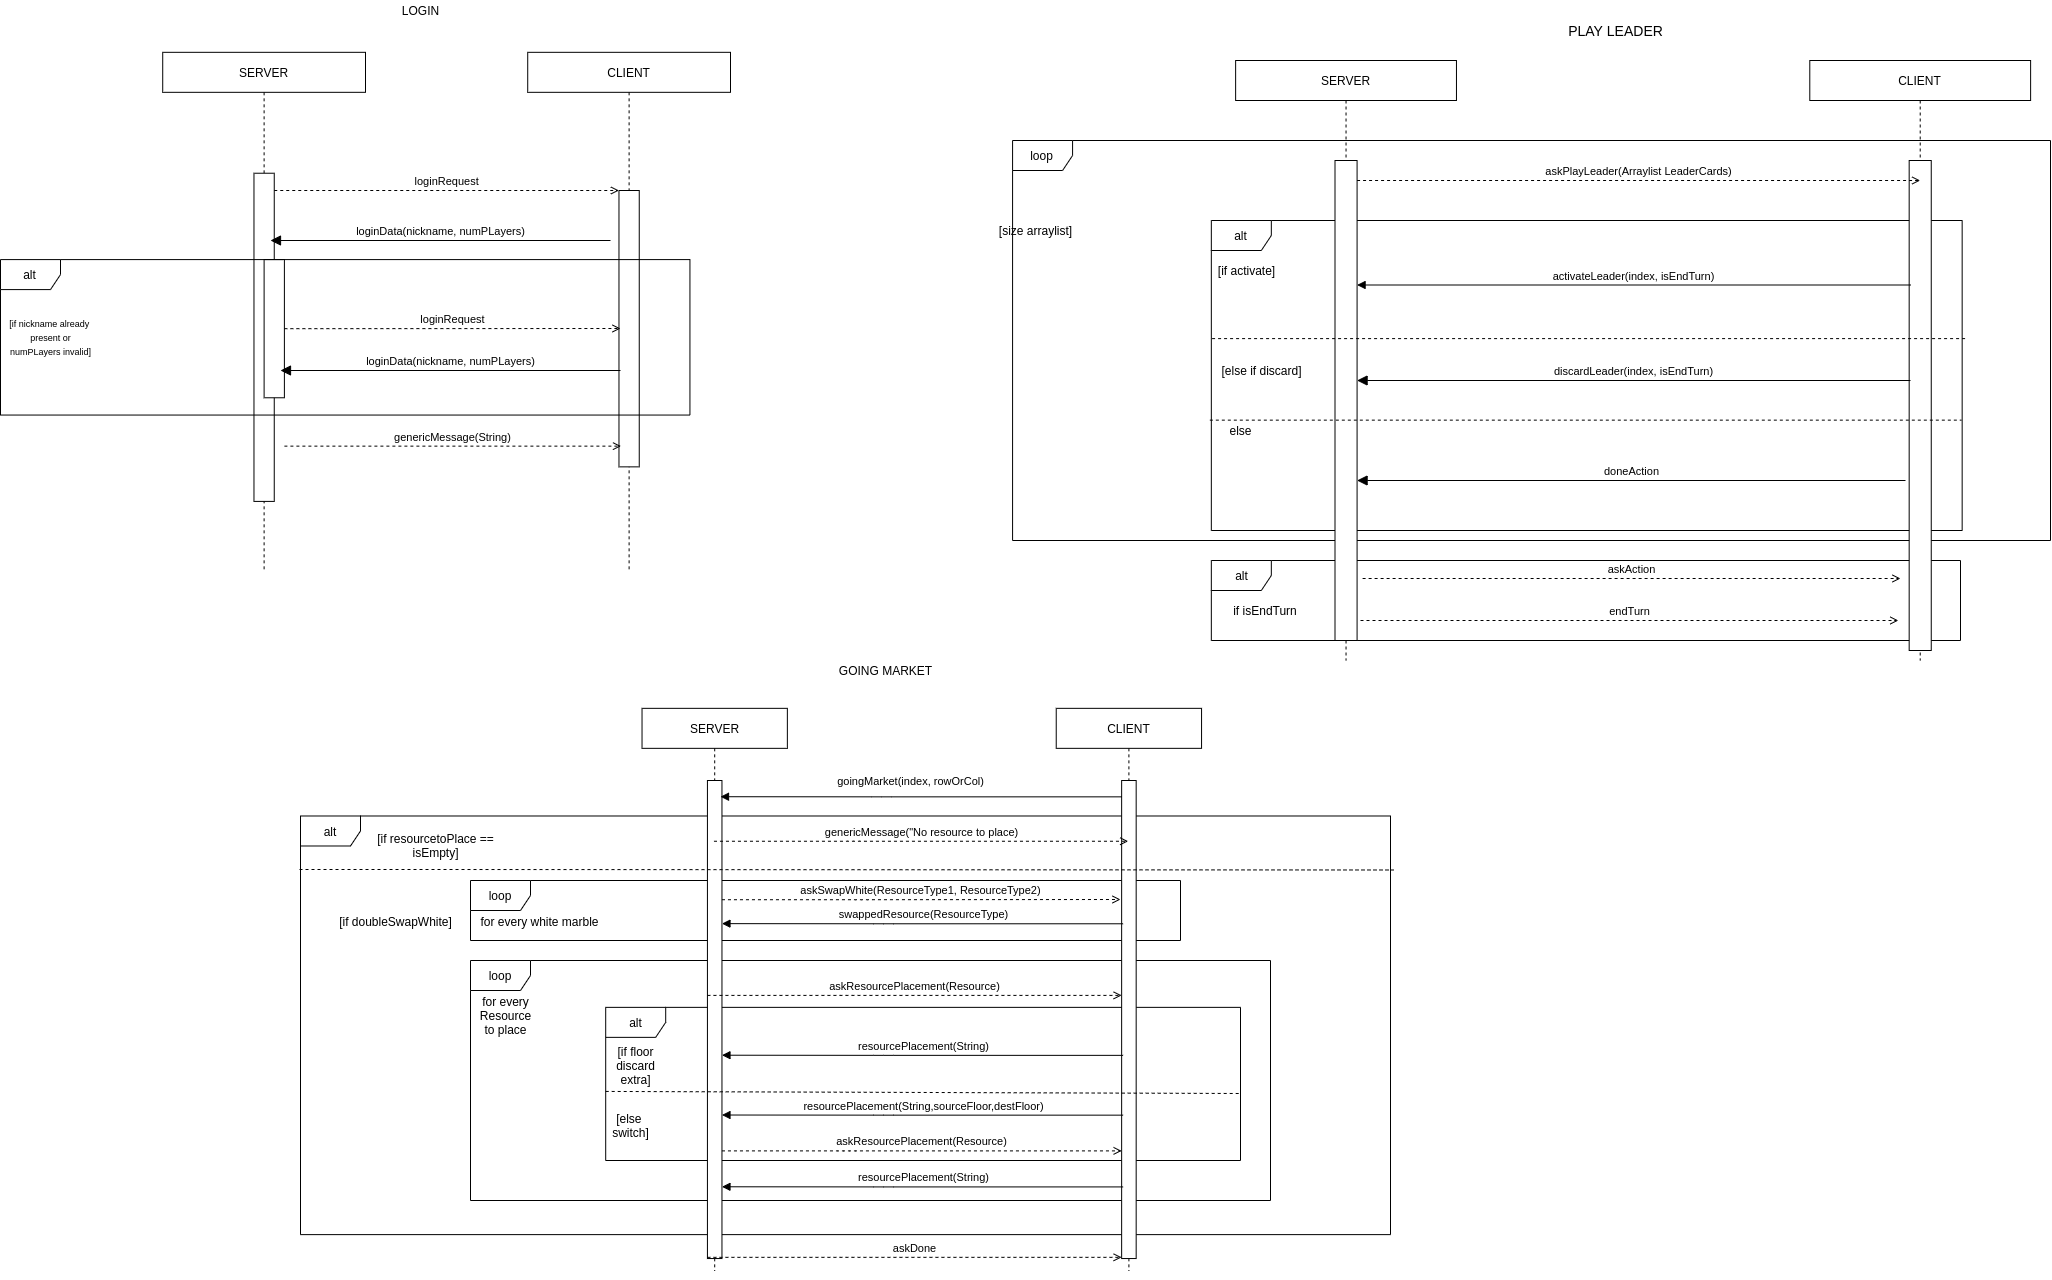 LOGIN
SERVER
CLIENT
loginRequest
loginData(nickname, numPLayers)
alt
[if nickname already
present or
numPLayers invalid]
loginRequest
loginData(nickname, numPLayers)
genericMessage(String)
PLAY LEADER
SERVER
CLIENT
loop
askPlayLeader(Arraylist LeaderCards)
[size arraylist]
alt
[if activate]
activateLeader(index, isEndTurn)
[else if discard]
discardLeader(index, isEndTurn)
else
doneAction
alt
askAction
if isEndTurn
endTurn
GOING MARKET
SERVER
CLIENT
goingMarket(index, rowOrCol)
alt
[if resourcetoPlace ==
isEmpty]
genericMessage("No resource to place)
loop
askSwapWhite(ResourceType1, ResourceType2)
[if doubleSwapWhite]
for every white marble
swappedResource(ResourceType)
loop
for every
Resource
to place
askResourcePlacement(Resource)
alt
[if floor
discard
extra]
resourcePlacement(String)
[else
switch]
resourcePlacement(String,sourceFloor,destFloor)
askResourcePlacement(Resource)
resourcePlacement(String)
askDone